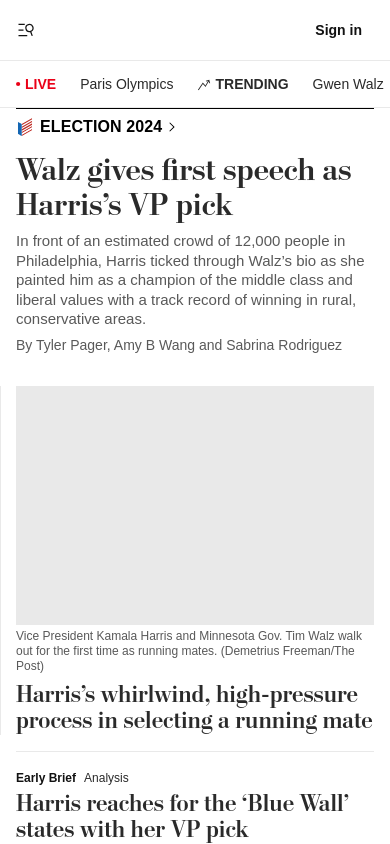 Sign in
LIVE
Paris Olympics
TRENDING
Gwen Walz
ELECTION 2024
Walz gives first speech as
Harris’s VP pick
In front of an estimated crowd of 12,000 people in
Philadelphia, Harris ticked through Walz’s bio as she
painted him as a champion of the middle class and
liberal values with a track record of winning in rural,
conservative areas.
By Tyler Pager, Amy B Wang and Sabrina Rodriguez
Vice President Kamala Harris and Minnesota Gov. Tim Walz walk
out for the first time as running mates. (Demetrius Freeman/The
Post)
Harris’s whirlwind, high-pressure
process in selecting a running mate
Early Brief Analysis
Harris reaches for the ‘Blue Wall’
states with her VP pick